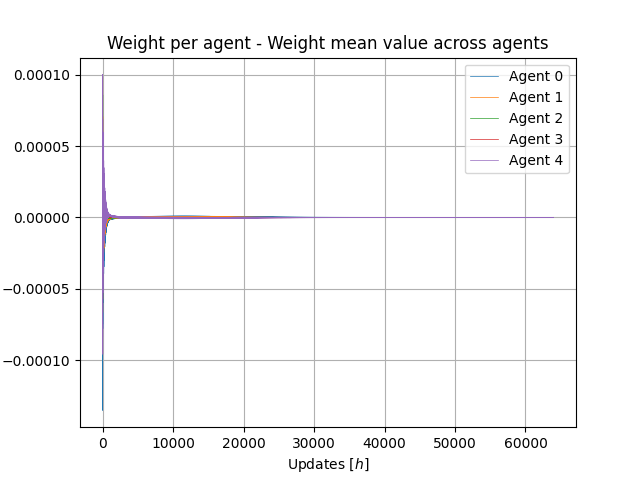 Weight per agent - Weight mean value across agents
0.00010
0.00005
0.00000
−0.00005
−0.00010
Agent 0
Agent 1
Agent 2
Agent 3
Agent 4
0 10000 20000 30000 40000 50000 60000
Updates [h]